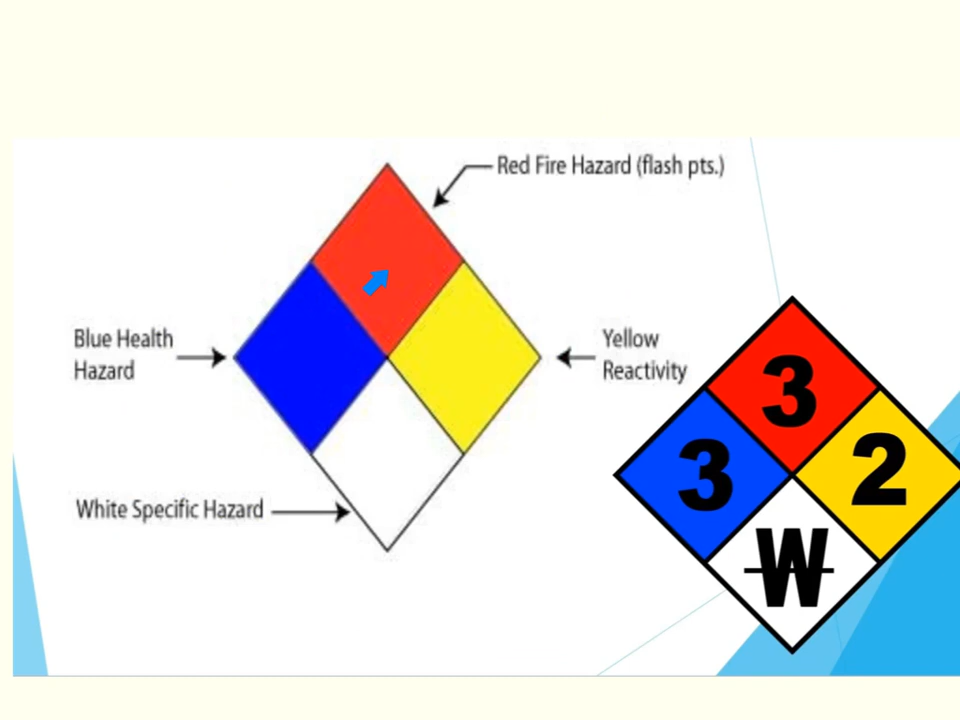 Red Fire Hazard (flash pts.)
Blue Health
Hazard
Yellow
Reactivity
White Specific Hazard
3
3
2
W